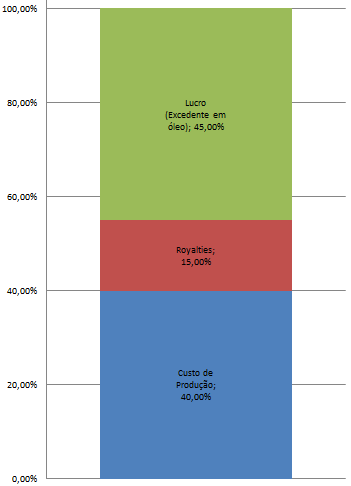 100,00%
80,00%
60,00%
40,00%
20,00%
0,00%
Lucro
(Excedente em
óleo); 45,00%
Royalties;
15,00%
Custo de
Produção;
40,00%